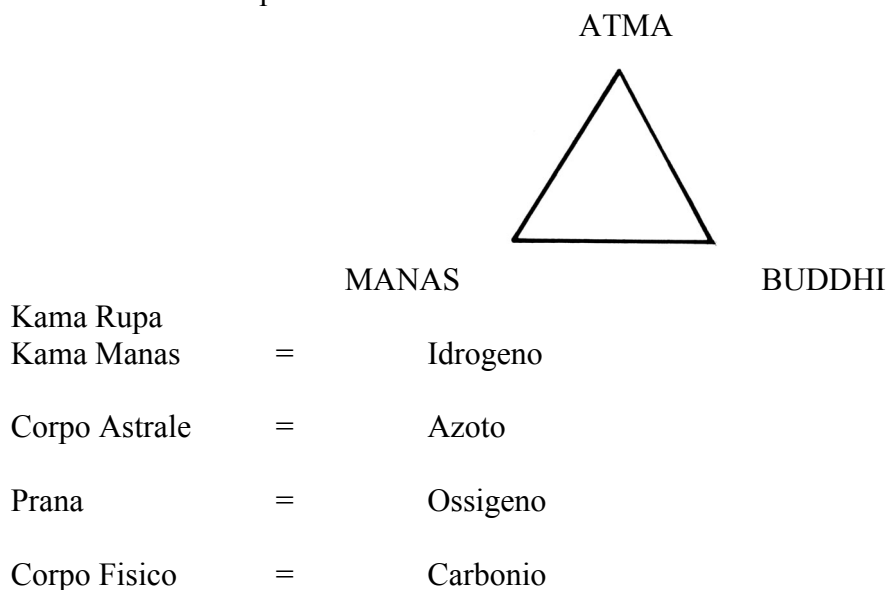 ATMA
MANAS BUDDHI
Kama Rupa
Kama Manas = Idrogeno
Corpo Astrale = Azoto
Prana = Ossigeno
Corpo Fisico = Carbonio